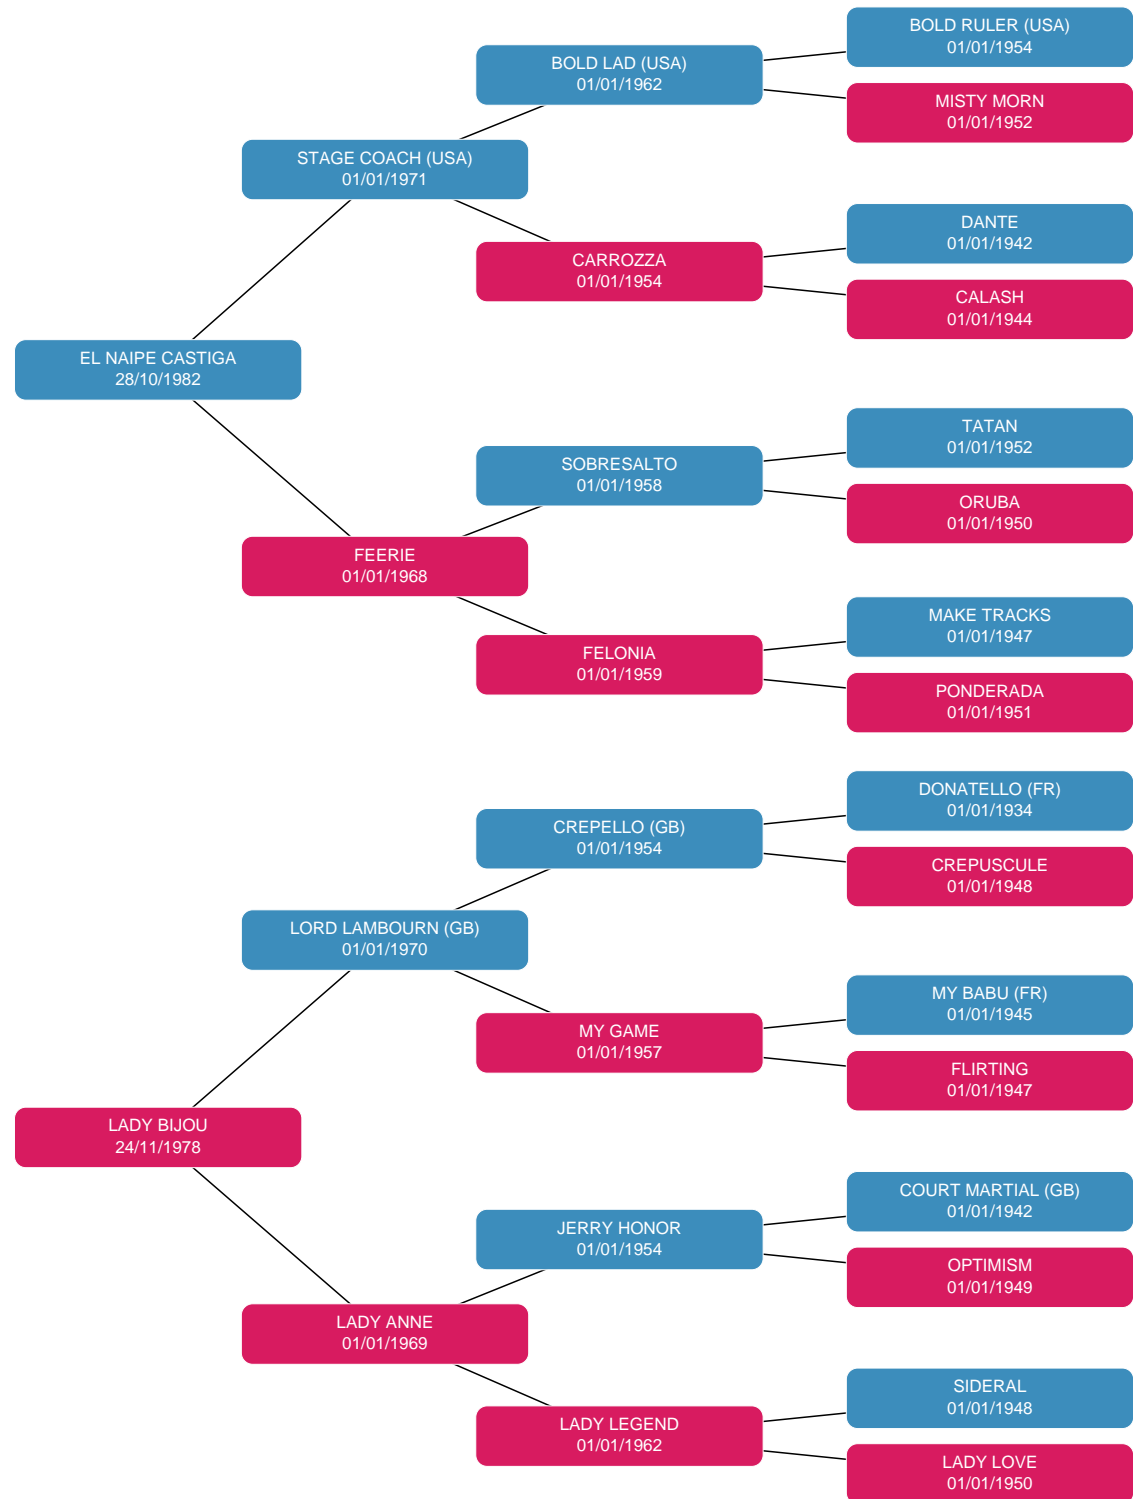 BOLD RULER (USA)
01/01/1954
BOLD LAD (USA)
01/01/1962
MISTY MORN
01/01/1952
STAGE COACH (USA)
01/01/1971
DANTE
01/01/1942
CARROZZA
01/01/1954
CALASH
01/01/1944
EL NAIPE CASTIGA
28/10/1982
TATAN
01/01/1952
SOBRESALTO
01/01/1958
ORUBA
01/01/1950
FEERIE
01/01/1968
MAKE TRACKS
01/01/1947
FELONIA
01/01/1959
PONDERADA
01/01/1951
DONATELLO (FR)
01/01/1934
CREPELLO (GB)
01/01/1954
CREPUSCULE
01/01/1948
LORD LAMBOURN (GB)
01/01/1970
MY BABU (FR)
01/01/1945
MY GAME
01/01/1957
FLIRTING
01/01/1947
LADY BIJOU
24/11/1978
COURT MARTIAL (GB)
01/01/1942
JERRY HONOR
01/01/1954
OPTIMISM
01/01/1949
LADY ANNE
01/01/1969
SIDERAL
01/01/1948
LADY LEGEND
01/01/1962
LADY LOVE
01/01/1950